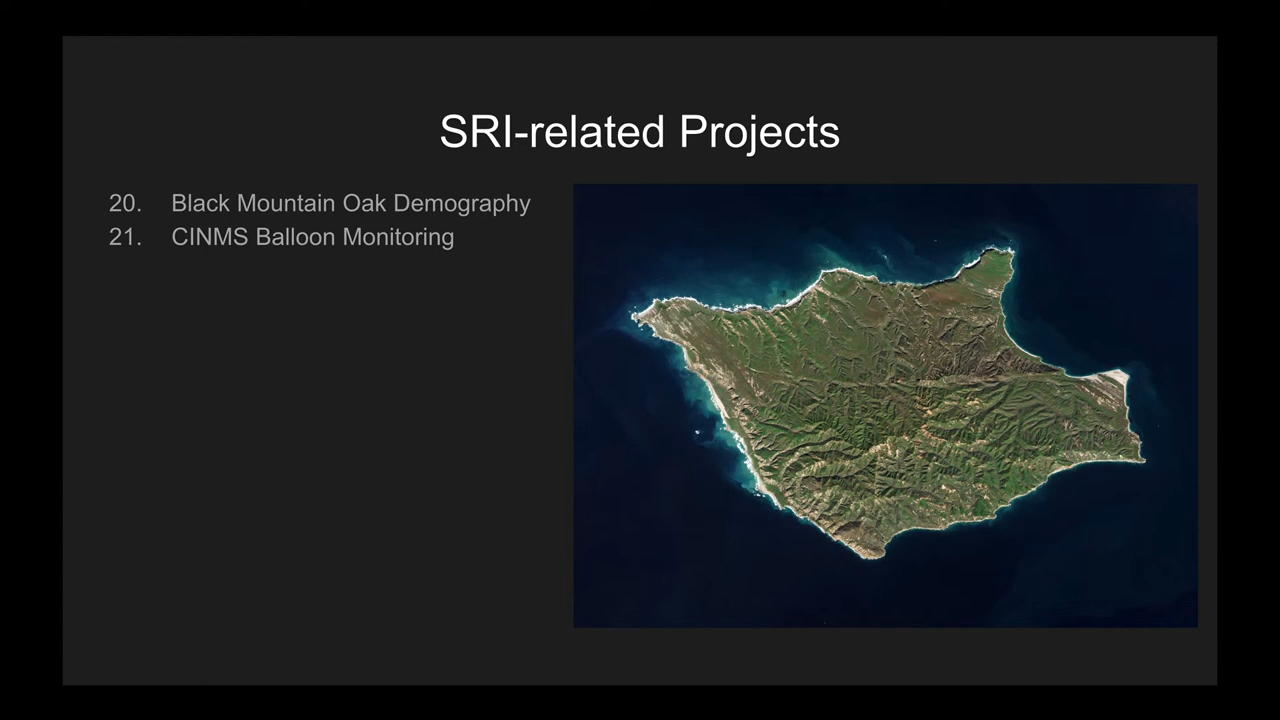 SRI-related Projects
20. Black Mountain Oak Demography
21. CINMS Balloon Monitoring